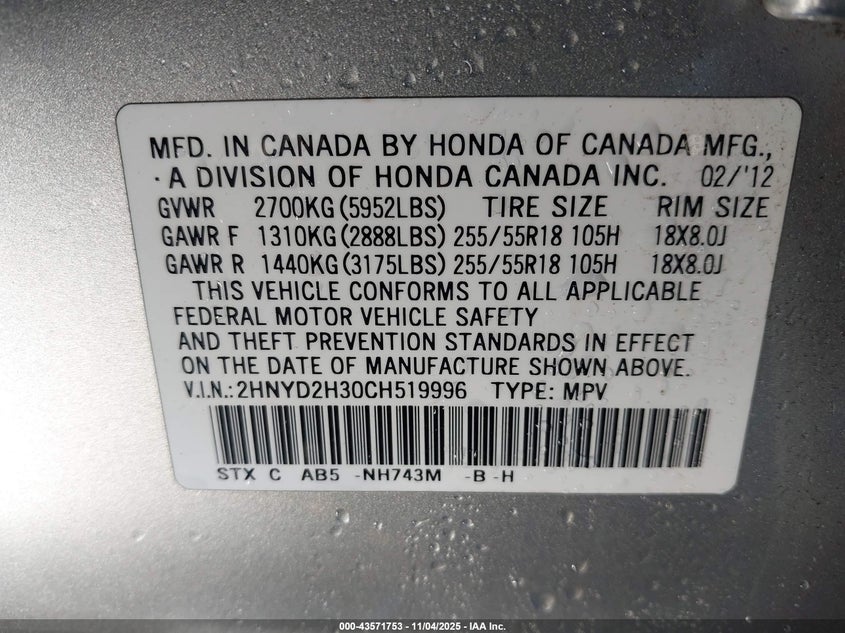 MFD. IN CANADA BY HONDA OF CANADA MFG.,
· A DIVISION OF HONDA CANADA INC. 02/'12
GVWR 2700KG (5952LBS) TIRE SIZE RIM SIZE
GAWR F 1310KG (2888LBS) 255/55R18 105H 18X8.0J
GAWR R 1440KG (3175LBS) 255/55R18 105H 18X8.0J
THIS VEHICLE CONFORMS TO ALL APPLICABLE
FEDERAL MOTOR VEHICLE SAFETY
AND THEFT PREVENTION STANDARDS IN EFFECT
ON THE DATE OF MANUFACTURE SHOWN ABOVE.
V.I.N.:2HNYD2H30CH519996 TYPE: MPV
STX C AB5 -NH743M -B -H
000-43571753 - 11/04/2025 - IAA Inc.